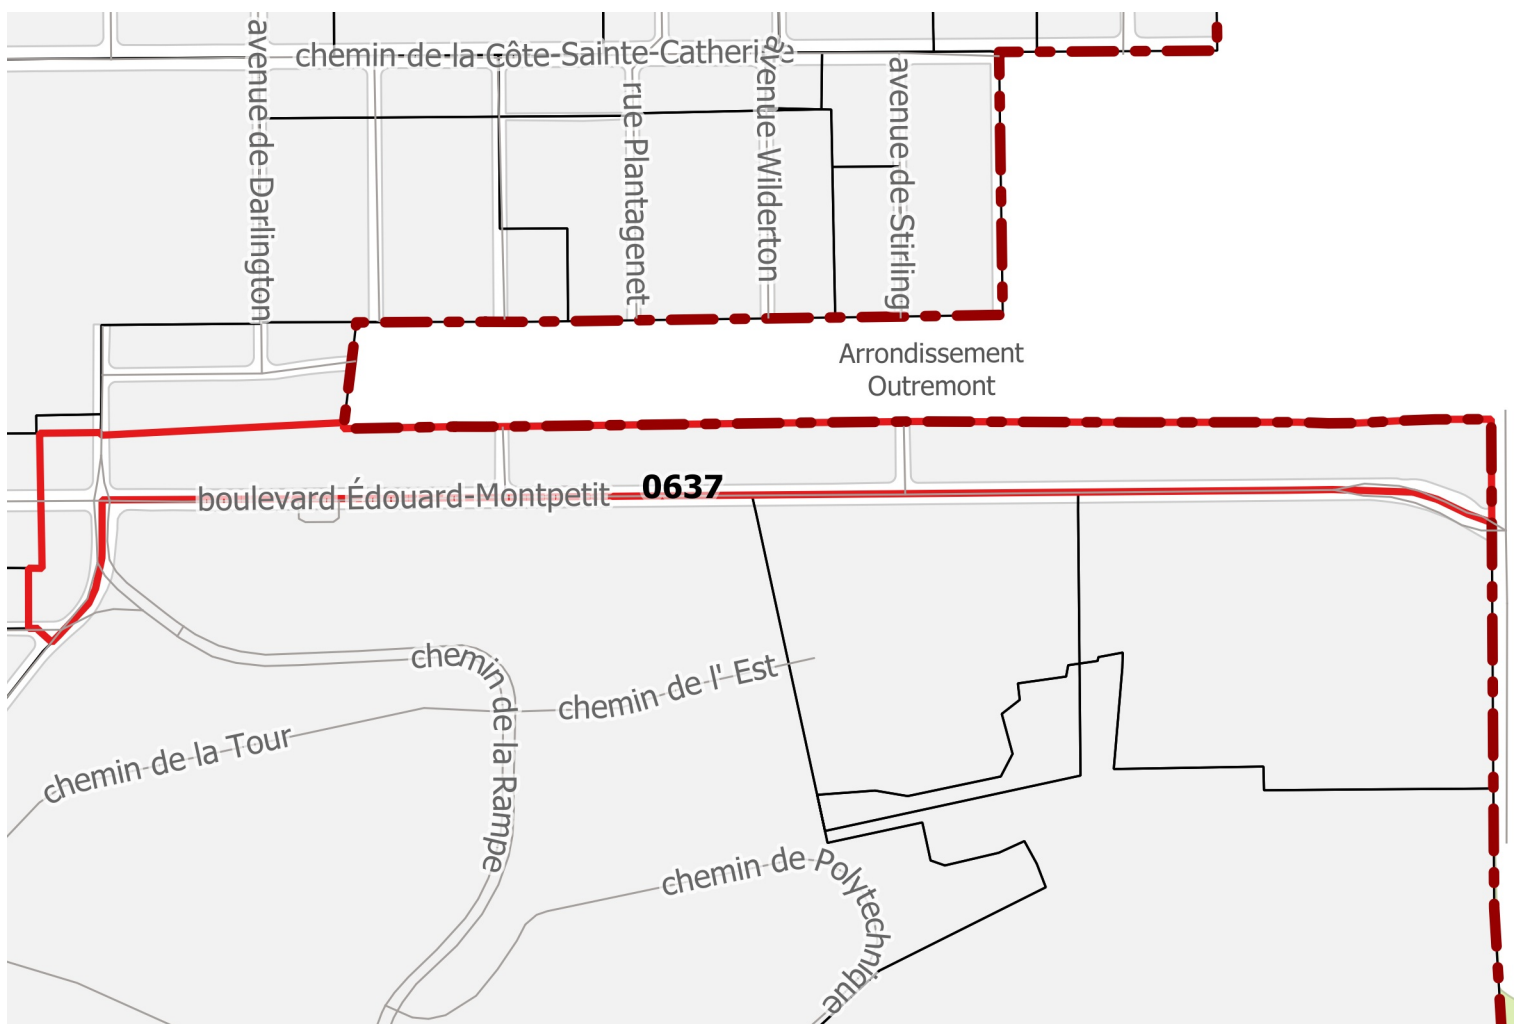 chemin-de-la-Côte-Sainte-Catherine
avenue-de-Darlington
rue-Plantagenet
avenue-Wilderton
avenue-de-Stirling
Arrondissement
Outremont
0637
boulevard-Édouard-Montpetit
chemin-de-la-Rampe
chemin de l' Est
chemin de la-Tour
chemin de Polytechnique